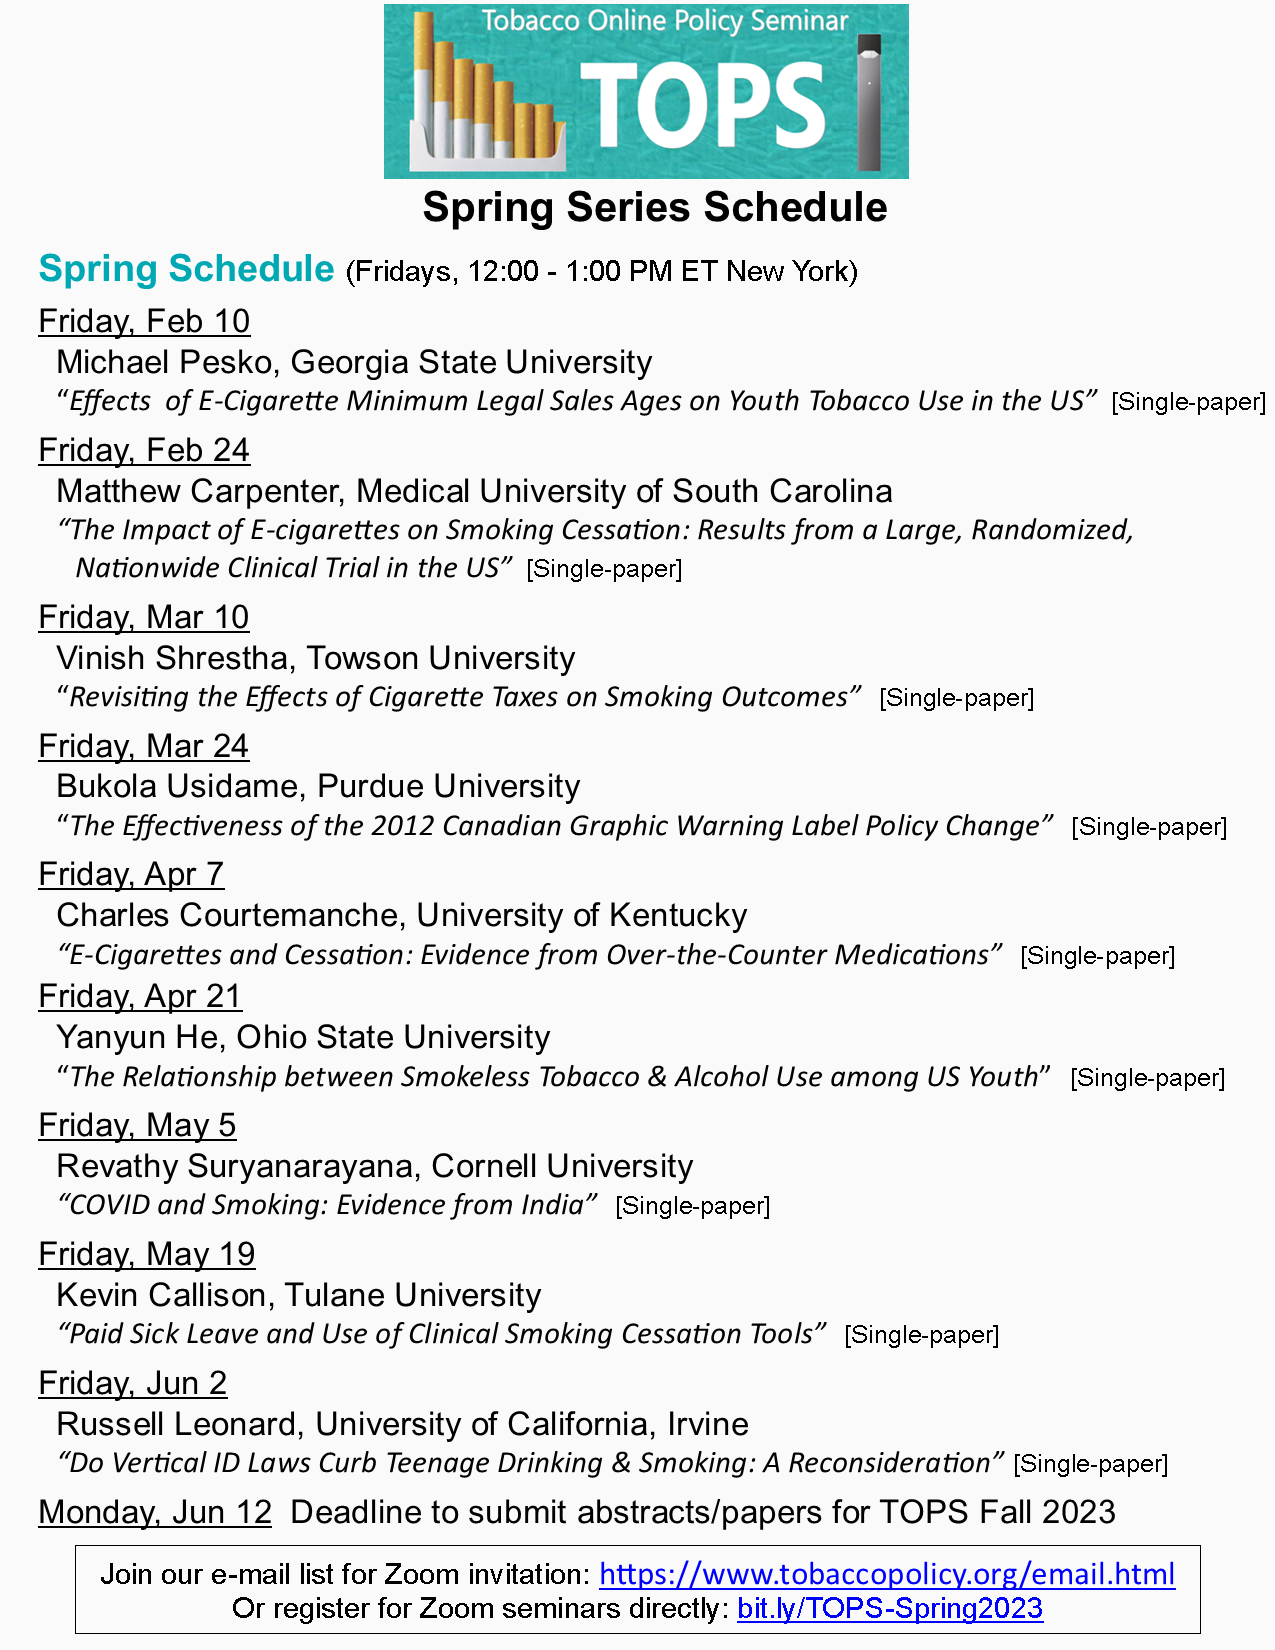 Tobacco Online Policy Seminar
TOPS
Spring Series Schedule
Spring Schedule (Fridays, 12:00 - 1:00 PM ET New York)
Friday, Feb 10
Michael Pesko, Georgia State University
“Effects of E-Cigarette Minimum Legal Sales Ages on Youth Tobacco Use in the US” [Single-paper]
Friday, Feb 24
Matthew Carpenter, Medical University of South Carolina
“The Impact of E-cigarettes on Smoking Cessation: Results from a Large, Randomized,
Nationwide Clinical Trial in the US” [Single-paper]
Friday, Mar 10
Vinish Shrestha, Towson University
“Revisiting the Effects of Cigarette Taxes on Smoking Outcomes” [Single-paper]
Friday, Mar 24
Bukola Usidame, Purdue University
“The Effectiveness of the 2012 Canadian Graphic Warning Label Policy Change” [Single-paper]
Friday, Apr 7
Charles Courtemanche, University of Kentucky
“E-Cigarettes and Cessation: Evidence from Over-the-Counter Medications” [Single-paper]
Friday, Apr 21
Yanyun He, Ohio State University
“The Relationship between Smokeless Tobacco & Alcohol Use among US Youth” [Single-paper]
Friday, May 5
Revathy Suryanarayana, Cornell University
“COVID and Smoking: Evidence from India” [Single-paper]
Friday, May 19
Kevin Callison, Tulane University
“Paid Sick Leave and Use of Clinical Smoking Cessation Tools” [Single-paper]
Friday, Jun 2
Russell Leonard, University of California, Irvine
“Do Vertical ID Laws Curb Teenage Drinking & Smoking: A Reconsideration” [Single-paper]
Monday, Jun 12 Deadline to submit abstracts/papers for TOPS Fall 2023
Join our e-mail list for Zoom invitation: https://www.tobaccopolicy.org/email.html
Or register for Zoom seminars directly: bit.ly/TOPS-Spring2023